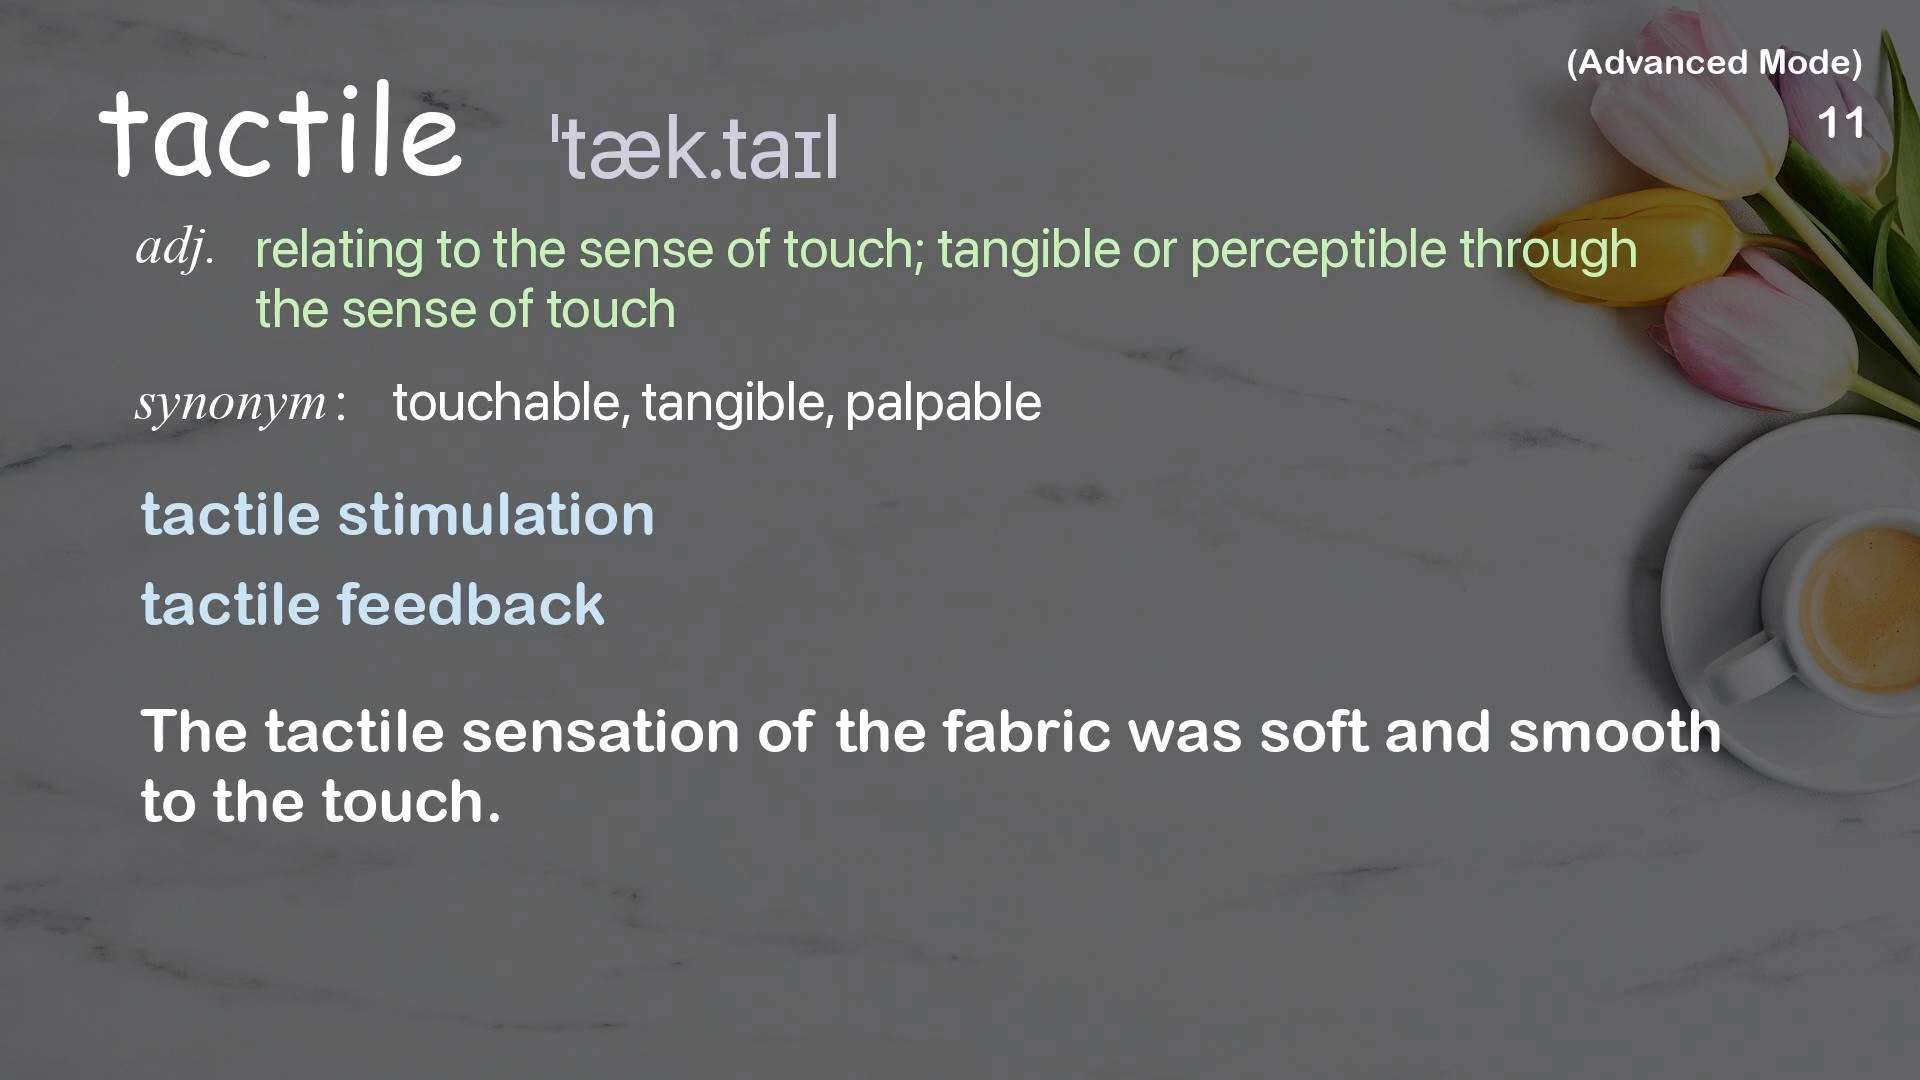 (Advanced Mode)
11
tactile ˈtæk.taɪl
adj. relating to the sense of touch; tangible or perceptible through
the sense of touch
synonym: touchable, tangible, palpable
tactile stimulation
tactile feedback
The tactile sensation of the fabric was soft and smooth
to the touch.